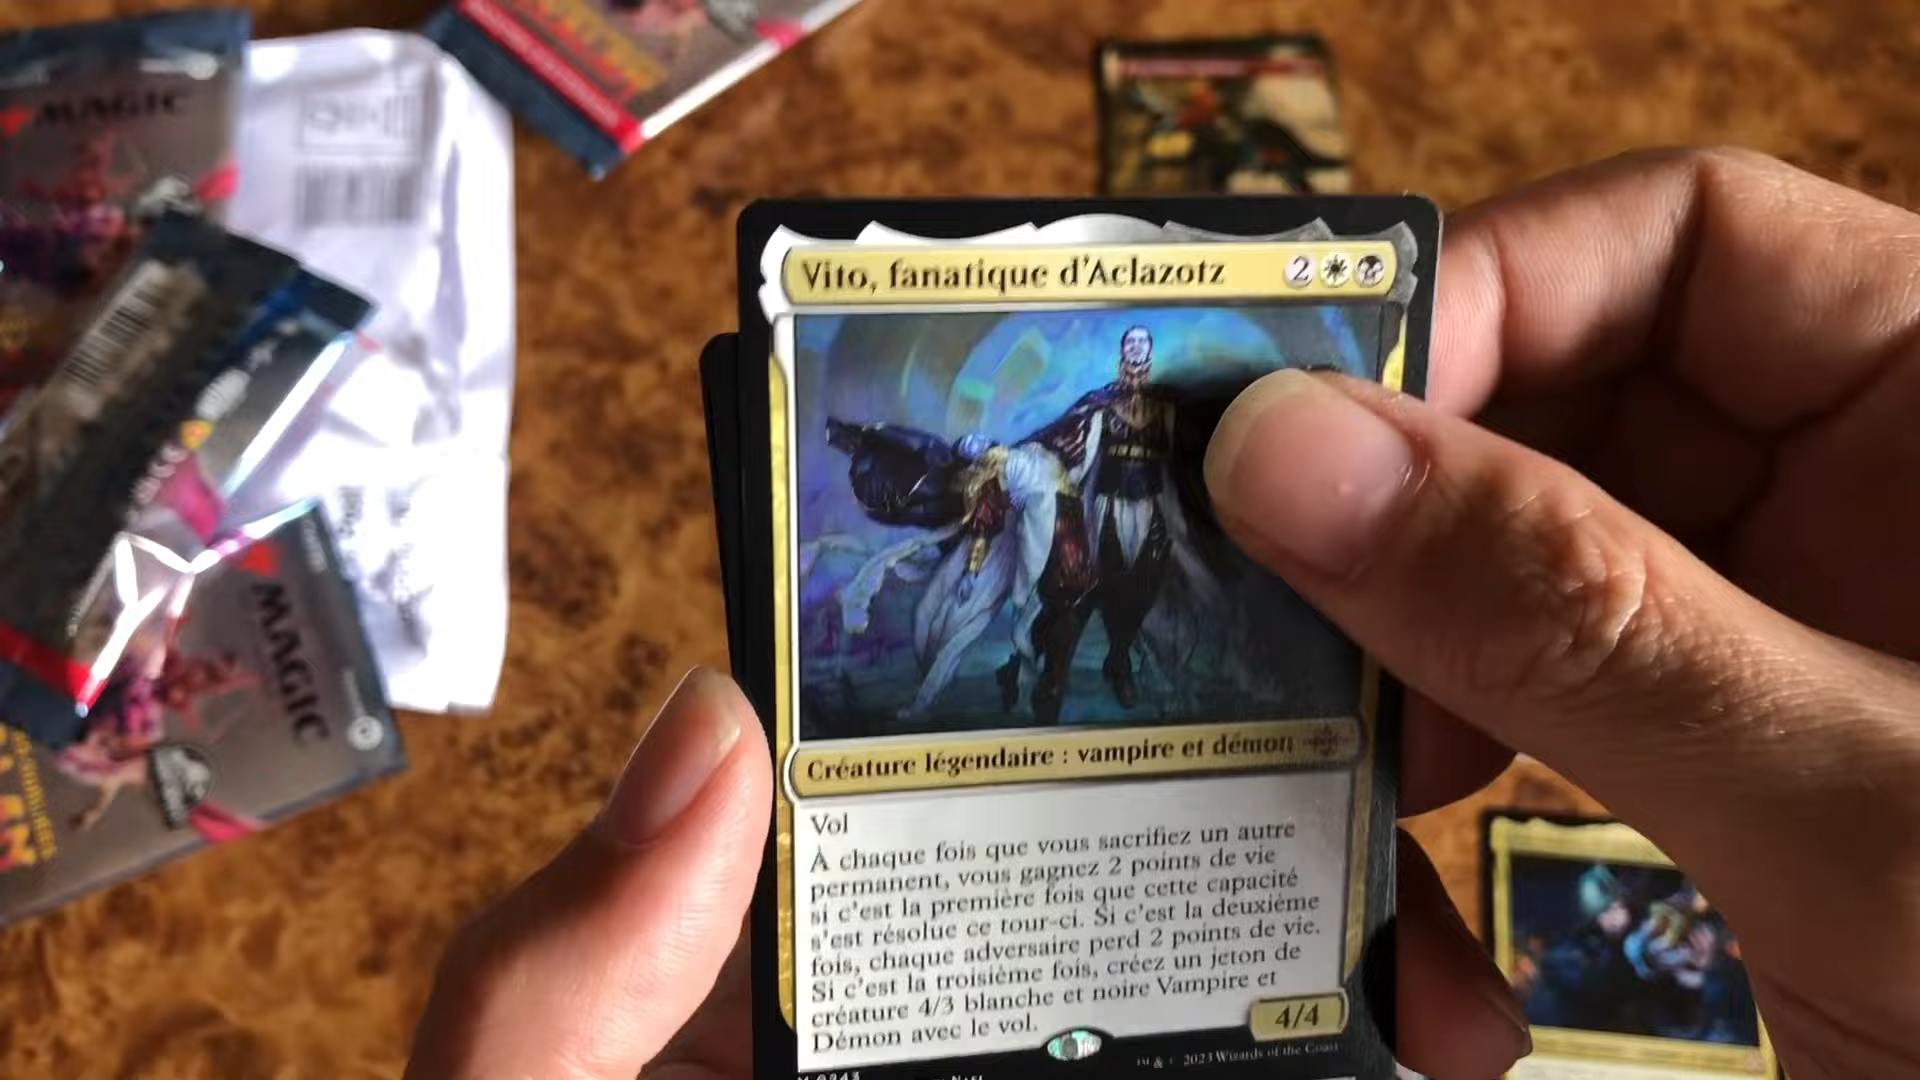 MAGIC
Vito, fanatique d'Aclazotz
2
Créature légendaire : vampire et démon
Vol
À chaque fois que vous sacrifiez un autre
permanent, vous gagnez 2 points de vie
si c'est la première fois que cette capacité
s'est résolue ce tour-ci. Si c'est la deuxième
fois, chaque adversaire perd 2 points de vie.
Si c'est la troisième fois, créez un jeton de
créature 4/3 blanche et noire Vampire et
Démon avec le vol.
4/4
™ & © 2023 Wizards of the Coast
MAGIC